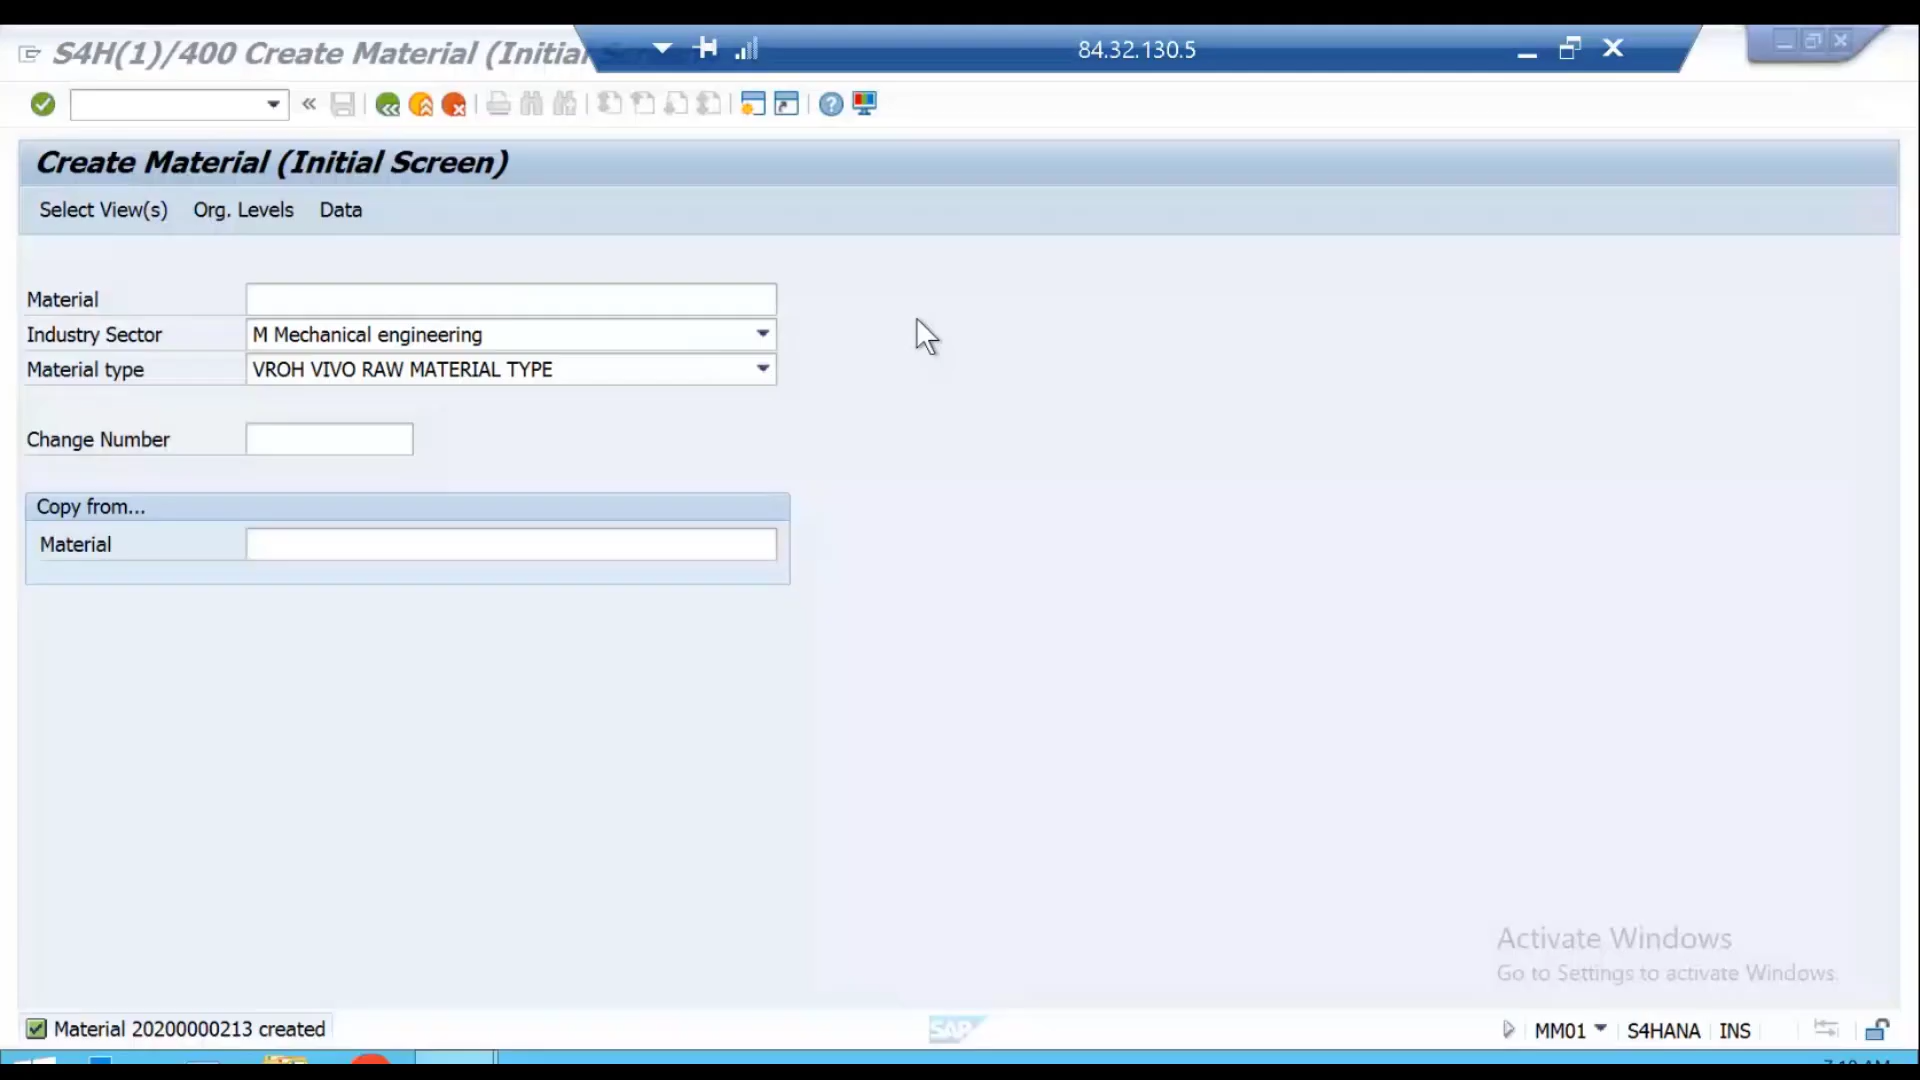 S4H(1)/400 Create Material (Initial
84.32.130.5
Create Material (Initial Screen)
Select View(s) Org. Levels Data
Material
Industry Sector M Mechanical engineering
Material type VROH VIVO RAW MATERIAL TYPE
Change Number
Copy from...
Material
Activate Windows
Go to Settings to activate Windows.
Material 20200000213 created
SAP
MM01 S4HANA INS